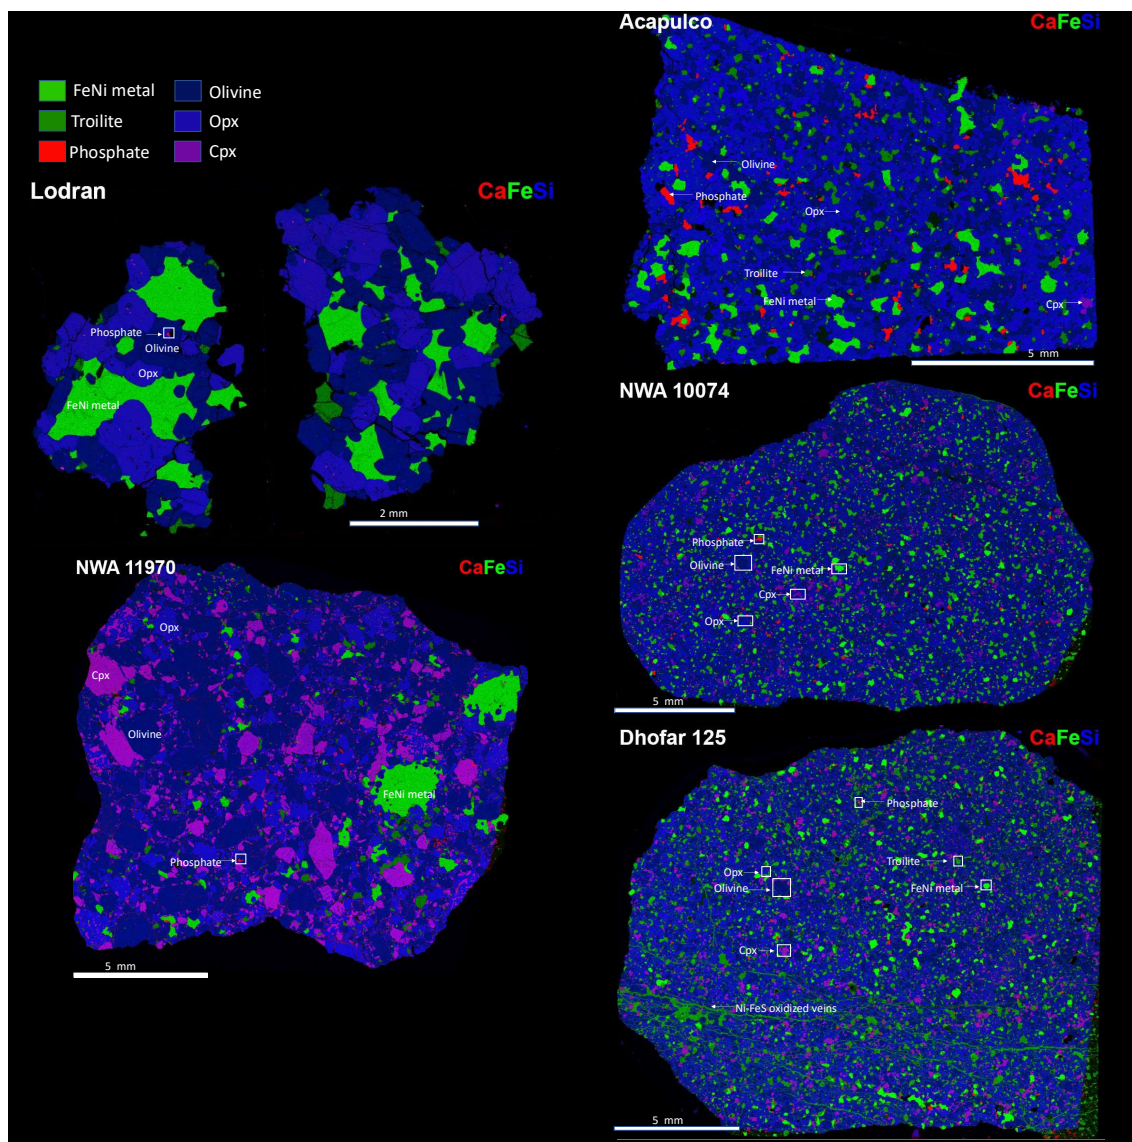 FeNi metal
Olivine
Troilite
Opx
Phosphate
Cpx
Lodran
CaFeSi
Phosphate
Olivine
Opx
FeNi metal
2 mm
NWA 11970
CaFeSi
Opx
Cpx
Olivine
FeNi metal
Phosphate
5 mm
Acapulco
CaFeSi
Olivine
Phosphate
Opx
Troilite
FeNi metal
Cpx
5 mm
NWA 10074
CaFeSi
Phosphate
Olivine
FeNi metal
Cpx
Opx
5 mm
Dhofar 125
CaFeSi
Phosphate
Troilite
Opx
Olivine
FeNi metal
Cpx
Ni-FeS oxidized veins
5 mm